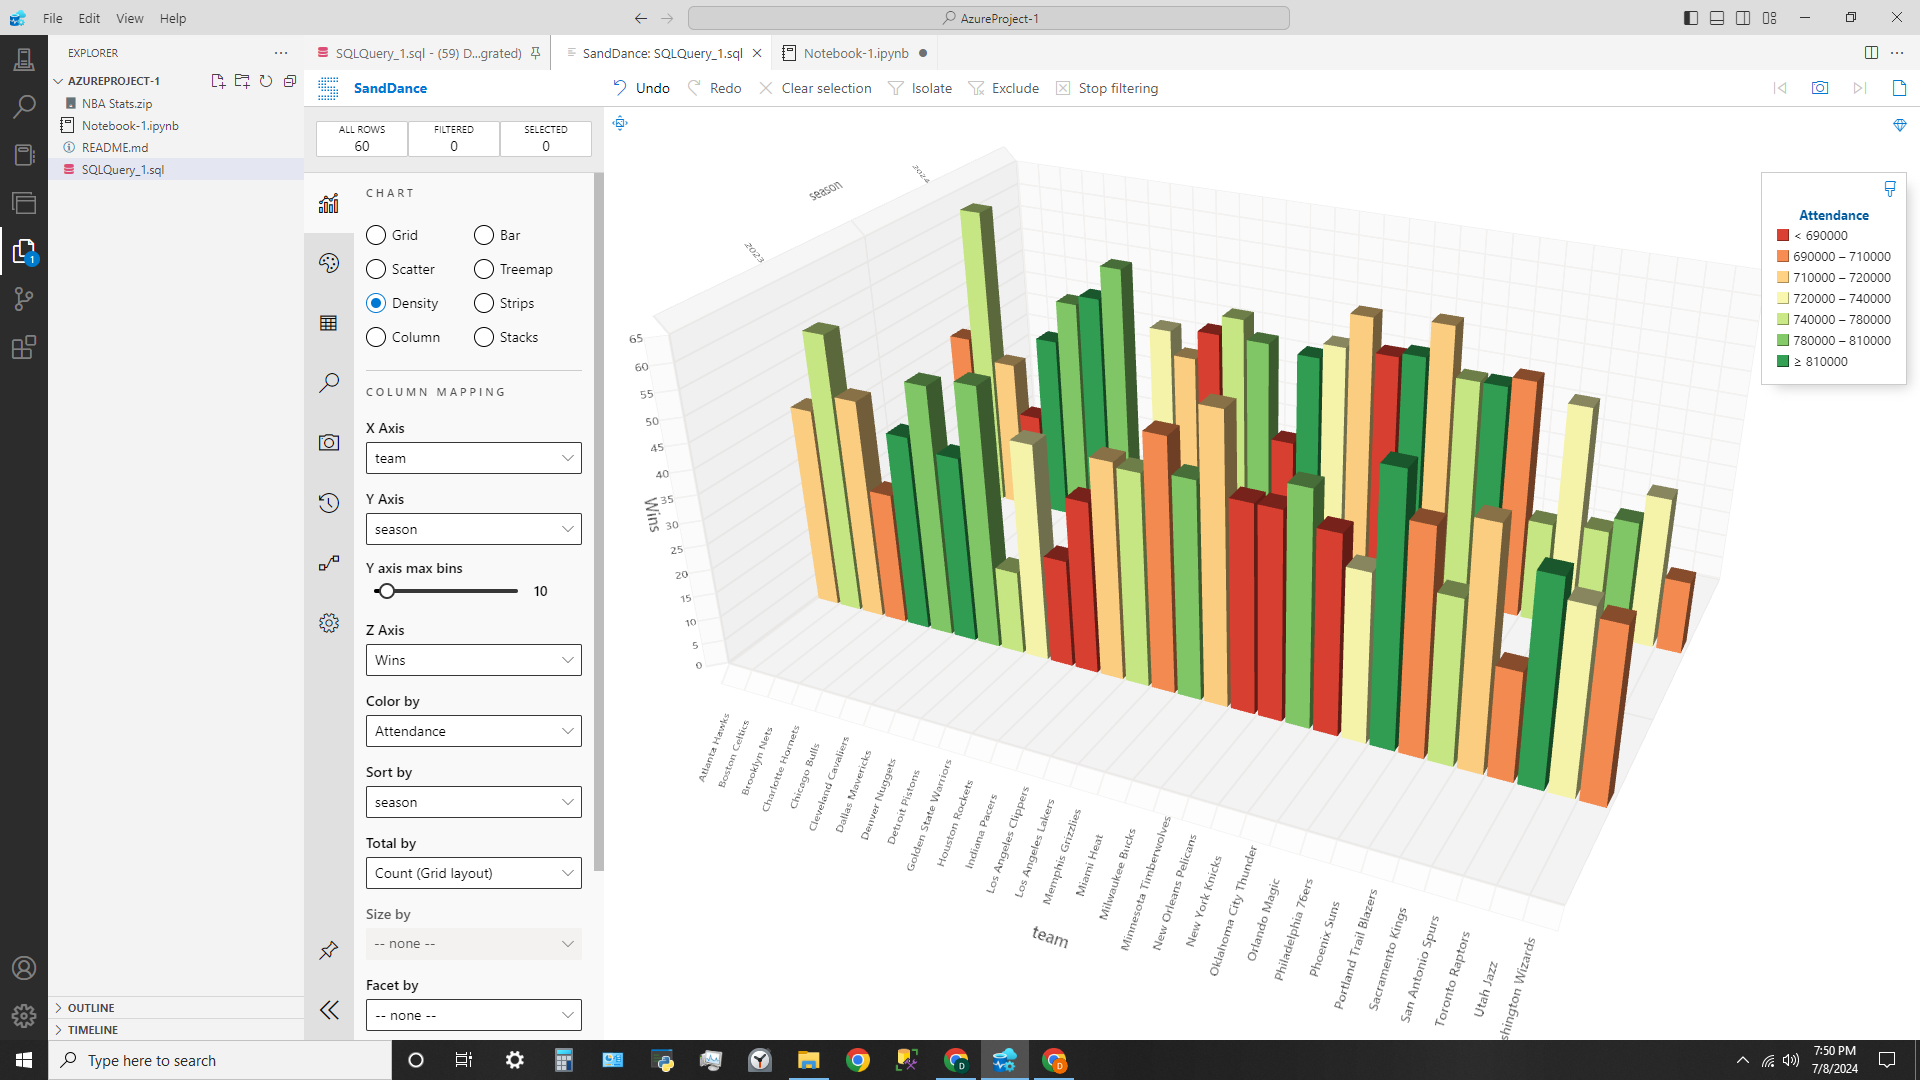 File Edit View Help
AzureProject-1
EXPLORER
AZUREPROJECT-1
NBA Stats.zip
Notebook-1.ipynb
README.md
SQLQuery_1.sql
1
OUTLINE
TIMELINE
SQLQuery_1.sql - (59) D...grated)
SandDance: SQLQuery_1.sql
Notebook-1.ipynb
SandDance
Undo Redo Clear selection Isolate Exclude Stop filtering
ALL ROWS FILTERED SELECTED
60 0 0
CHART
Grid Bar
Scatter Treemap
Density Strips
Column Stacks
COLUMN MAPPING
X Axis
team
Y Axis
season
Y axis max bins
10
Z Axis
Wins
Color by
Attendance
Sort by
season
Total by
Count (Grid layout)
Size by
-- none --
Facet by
-- none --
season
2024
2023
Wins
65
60
55
50
45
40
35
30
25
20
15
10
5
0
Atlanta Hawks
Boston Celtics
Brooklyn Nets
Charlotte Hornets
Chicago Bulls
Cleveland Cavaliers
Dallas Mavericks
Denver Nuggets
Detroit Pistons
Golden State Warriors
Houston Rockets
Indiana Pacers
Los Angeles Clippers
Los Angeles Lakers
Memphis Grizzlies
Miami Heat
Milwaukee Bucks
Minnesota Timberwolves
New Orleans Pelicans
New York Knicks
Oklahoma City Thunder
Orlando Magic
Philadelphia 76ers
Phoenix Suns
Portland Trail Blazers
Sacramento Kings
San Antonio Spurs
Toronto Raptors
Utah Jazz
shington Wizards
team
Attendance
< 690000
690000 – 710000
710000 – 720000
720000 – 740000
740000 – 780000
780000 – 810000
≥ 810000
Type here to search
7:50 PM
7/8/2024